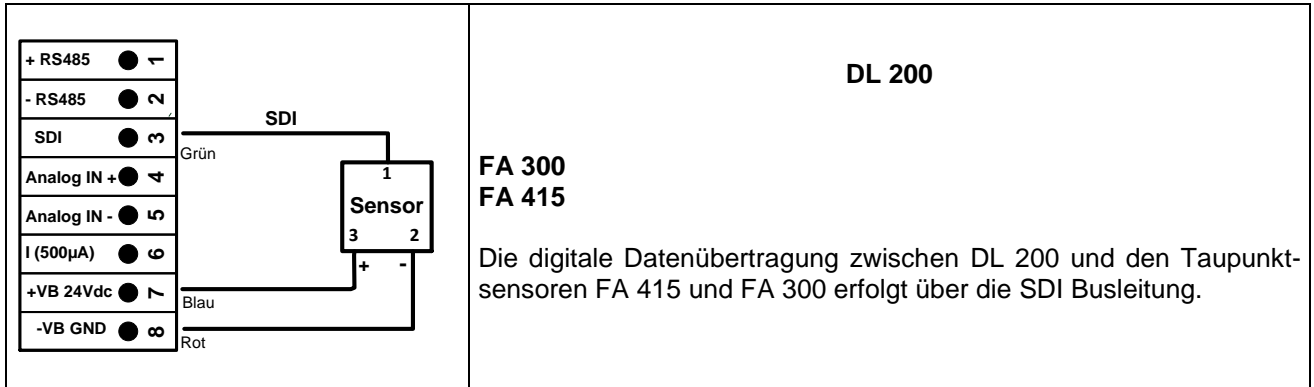 + RS485 1
- RS485 2
SDI 3
Analog IN + 4
Analog IN - 5
I (500µA) 6
+VB 24Vdc 7
-VB GND 8
SDI
Grün
Blau
Rot
1
Sensor
3 2
+ -
DL 200
FA 300
FA 415
Die digitale Datenübertragung zwischen DL 200 und den Taupunkt-
sensoren FA 415 und FA 300 erfolgt über die SDI Busleitung.